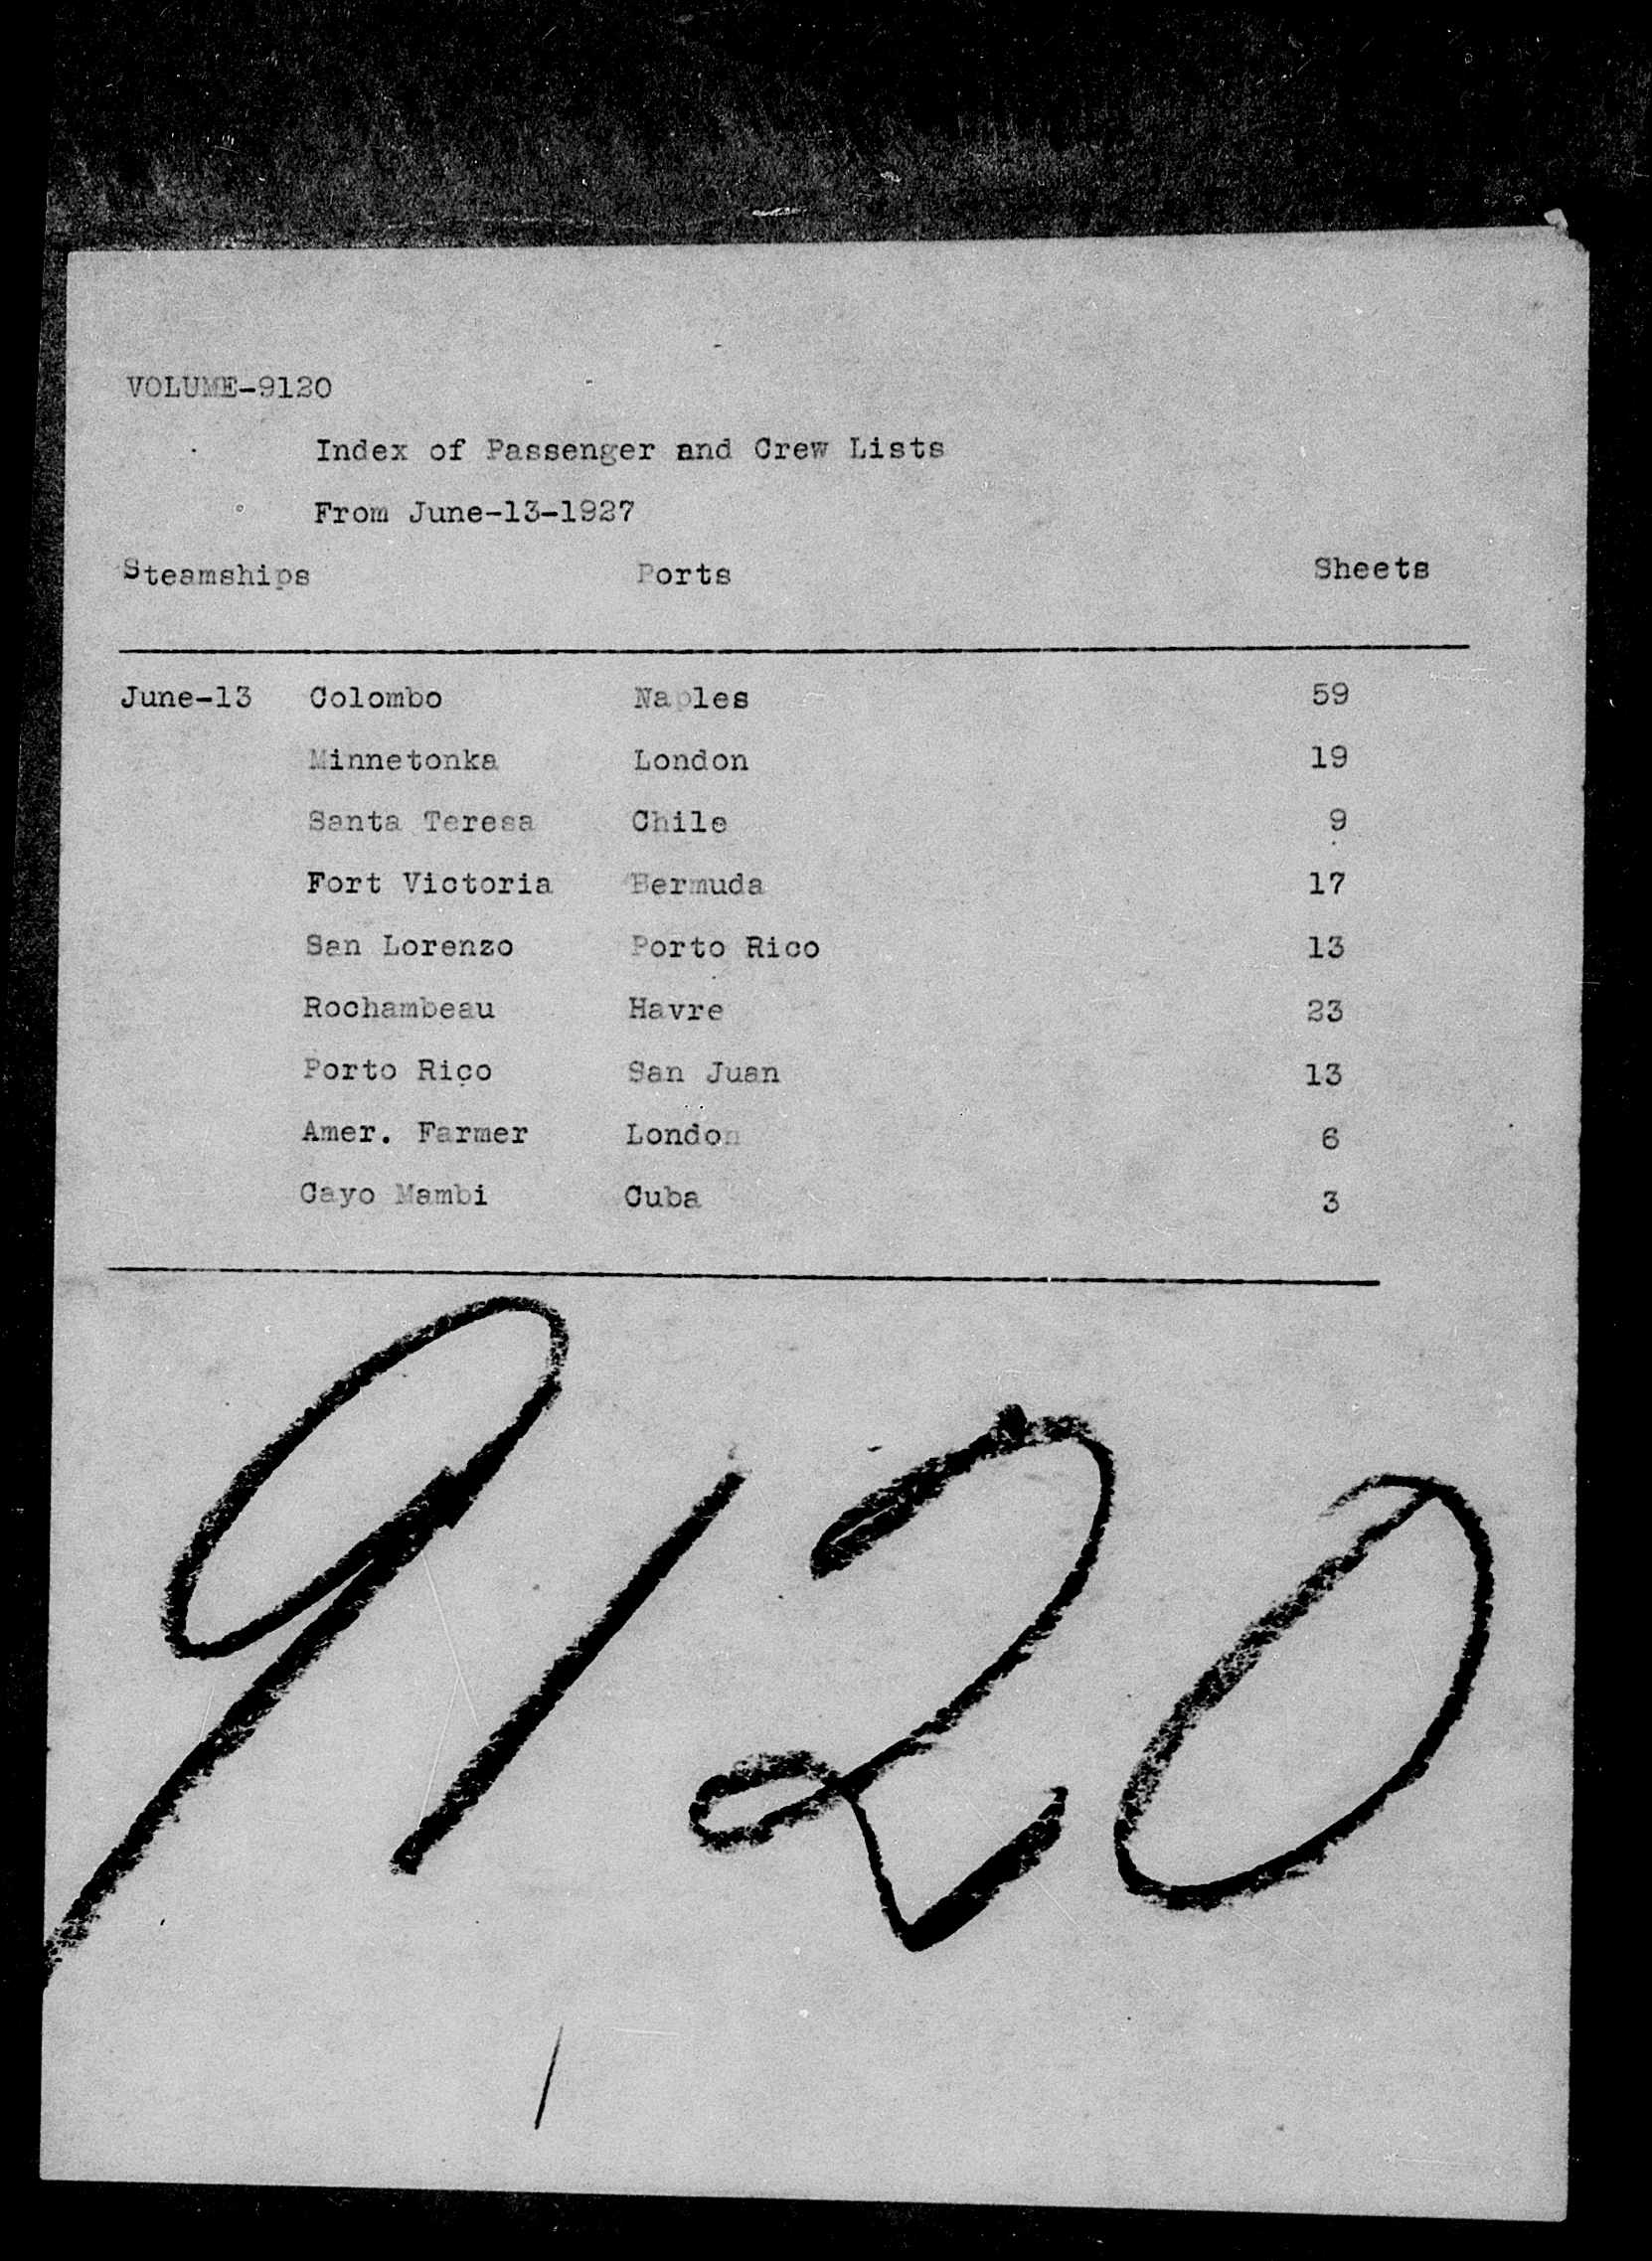 VOLUME-9120
Index of Passenger and Crew Lists
From June-13-1927
Steamships Ports Sheets
June-13 Colombo Naples 59
Minnetonka London 19
Santa Teresa Chile 9
Fort Victoria Bermuda 17
San Lorenzo Porto Rico 13
Rochambeau Havre 23
Porto Rico San Juan 13
Amer. Farmer London 6
Cayo Mambi Cuba 3
9120